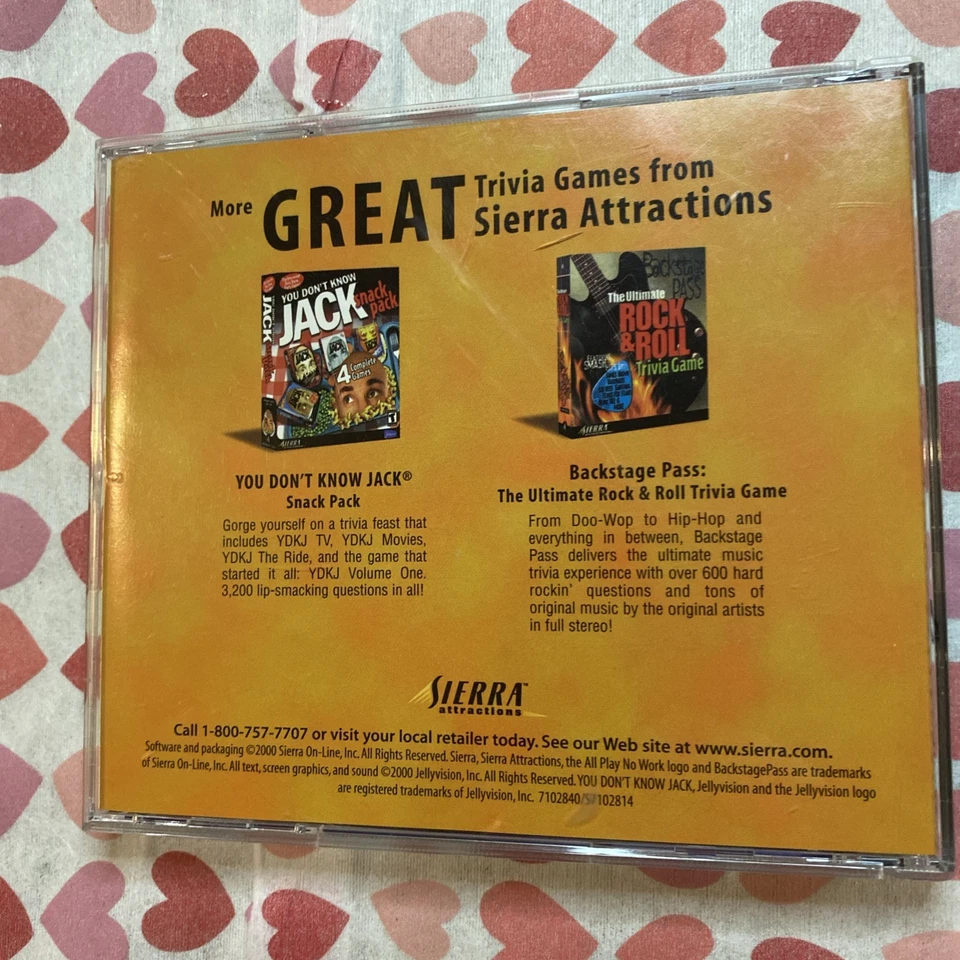 More GREAT Trivia Games from
Sierra Attractions
YOU DON'T KNOW
JACK
snack
pack
JACK
4 Complete
Games
SIERRA
Backstage
PASS
The Ultimate
ROCK
& ROLL
Trivia Game
SIERRA
YOU DON'T KNOW JACK®
Snack Pack
Gorge yourself on a trivia feast that
includes YDKJ TV, YDKJ Movies,
YDKJ The Ride, and the game that
started it all: YDKJ Volume One.
3,200 lip-smacking questions in all!
Backstage Pass:
The Ultimate Rock & Roll Trivia Game
From Doo-Wop to Hip-Hop and
everything in between, Backstage
Pass delivers the ultimate music
trivia experience with over 600 hard
rockin' questions and tons of
original music by the original artists
in full stereo!
SIERRA™
attractions
Call 1-800-757-7707 or visit your local retailer today. See our Web site at www.sierra.com.
Software and packaging ©2000 Sierra On-Line, Inc. All Rights Reserved. Sierra, Sierra Attractions, the All Play No Work logo and BackstagePass are trademarks
of Sierra On-Line, Inc. All text, screen graphics, and sound ©2000 Jellyvision, Inc. All Rights Reserved. YOU DON'T KNOW JACK, Jellyvision and the Jellyvision logo
are registered trademarks of Jellyvision, Inc. 7102840/S7102814